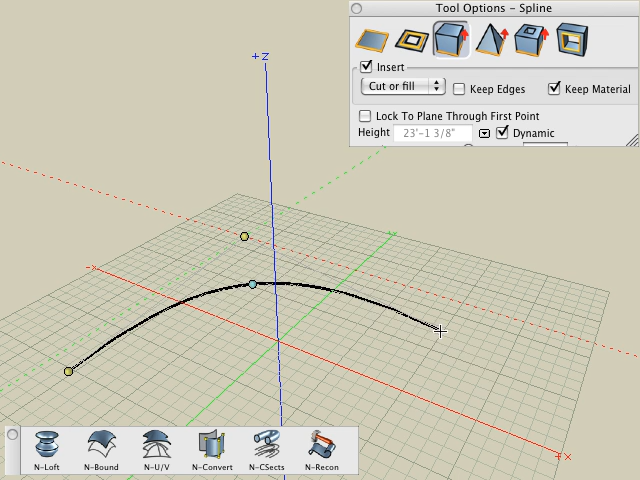 Tool Options - Spline
Insert
Cut or fill
Keep Edges
Keep Material
Lock To Plane Through First Point
Height
23'-1 3/8"
Dynamic
+Z
+x
-x
+x
N-Loft
N-Bound
N-U/V
N-Convert
N-CSects
N-Recon